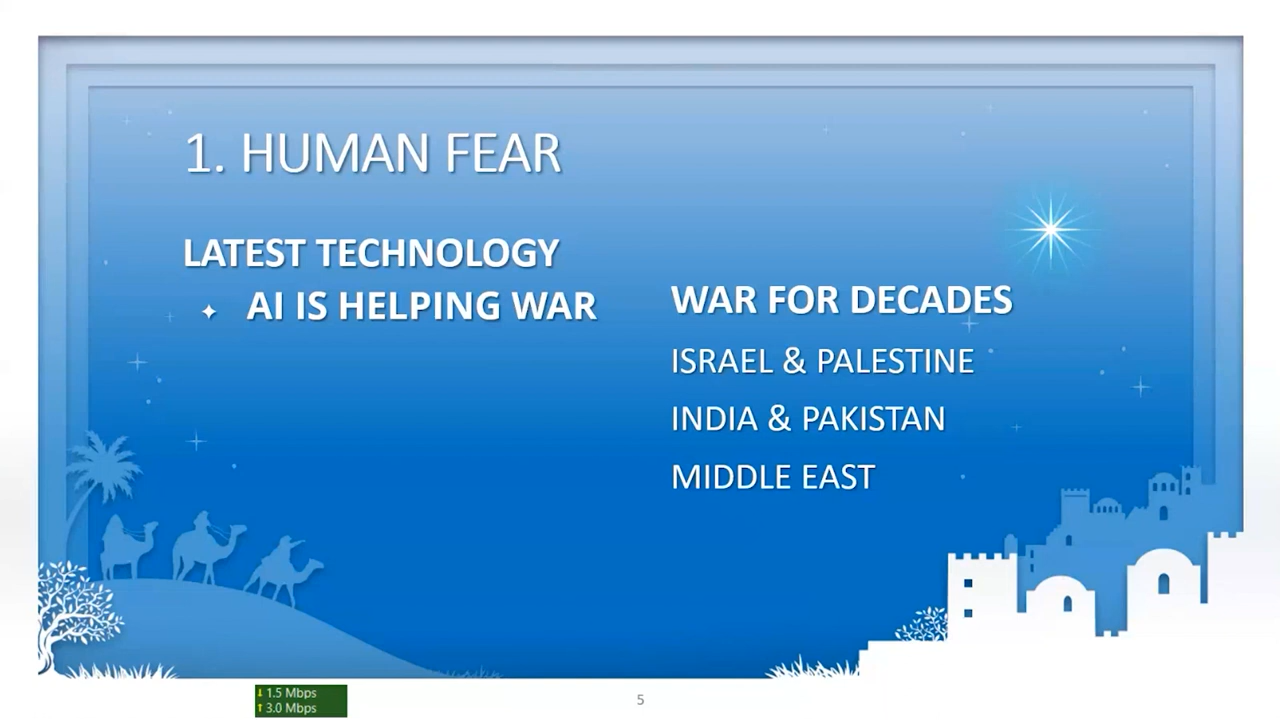 1. HUMAN FEAR
LATEST TECHNOLOGY
✦ AI IS HELPING WAR
WAR FOR DECADES
ISRAEL & PALESTINE
INDIA & PAKISTAN
MIDDLE EAST
↓ 1.5 Mbps
↑ 3.0 Mbps
5